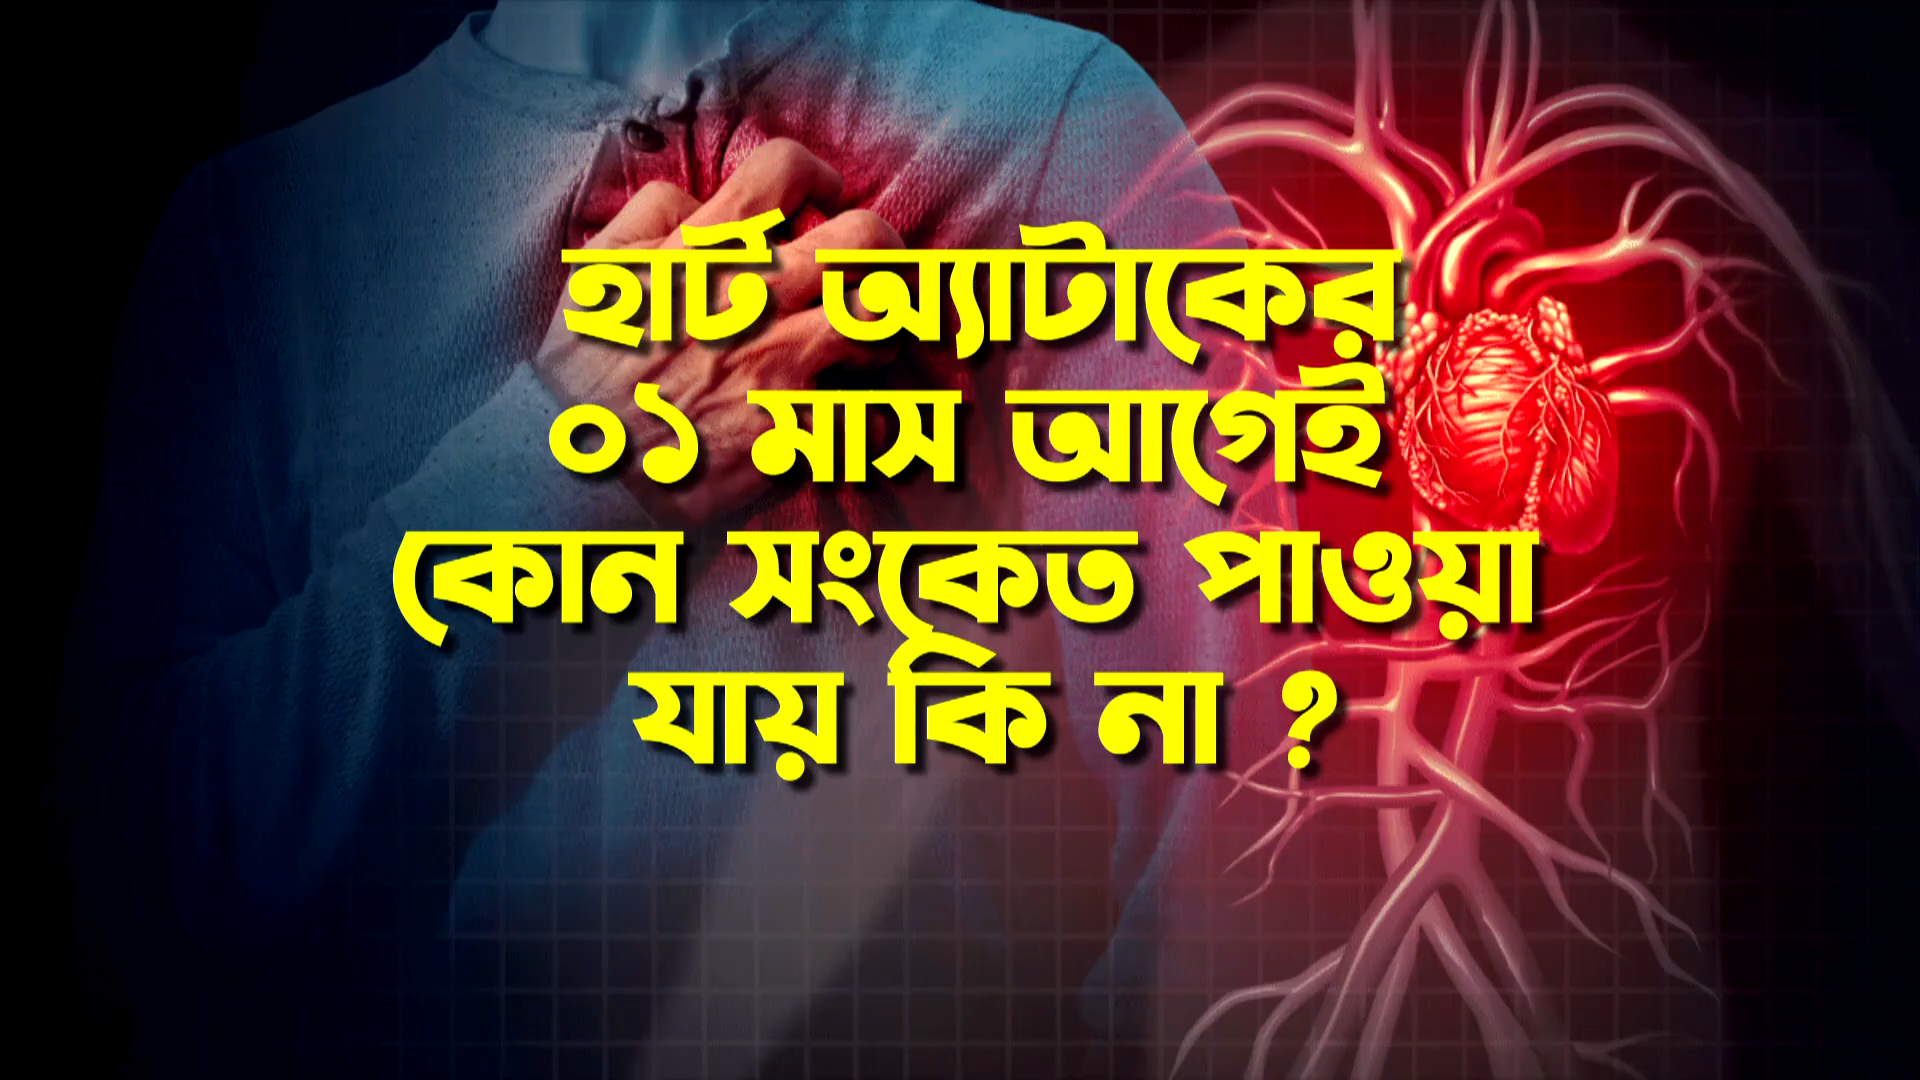 হার্ট অ্যাটাকের
০১ মাস আগেই
কোন সংকেত পাওয়া
যায় কি না ?